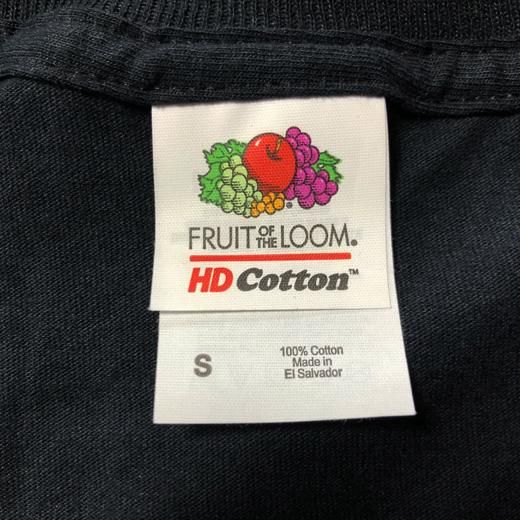 FRUIT OF THE LOOM®
HD Cotton™
S
100% Cotton
Made in
El Salvador